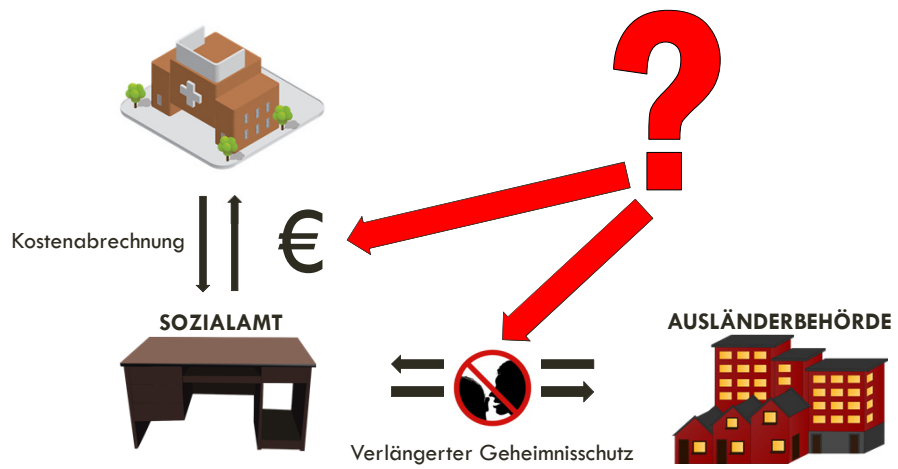 ?
Kostenabrechnung
€
SOZIALAMT
AUSLÄNDERBEHÖRDE
Verlängerter Geheimnisschutz